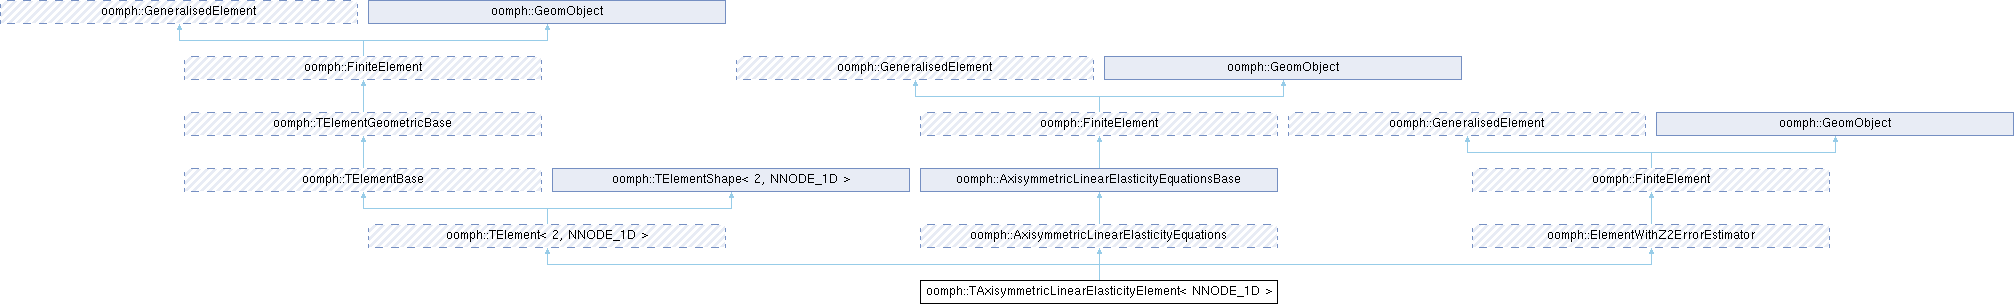 oomph::GeneralisedElement
oomph::GeomObject
oomph::FiniteElement
oomph::GeneralisedElement
oomph::GeomObject
oomph::TElementGeometricBase
oomph::FiniteElement
oomph::GeneralisedElement
oomph::GeomObject
oomph::TElementBase
oomph::TElementShape< 2, NNODE_1D >
oomph::AxisymmetricLinearElasticityEquationsBase
oomph::FiniteElement
oomph::TElement< 2, NNODE_1D >
oomph::AxisymmetricLinearElasticityEquations
oomph::ElementWithZ2ErrorEstimator
oomph::TAxisymmetricLinearElasticityElement< NNODE_1D >